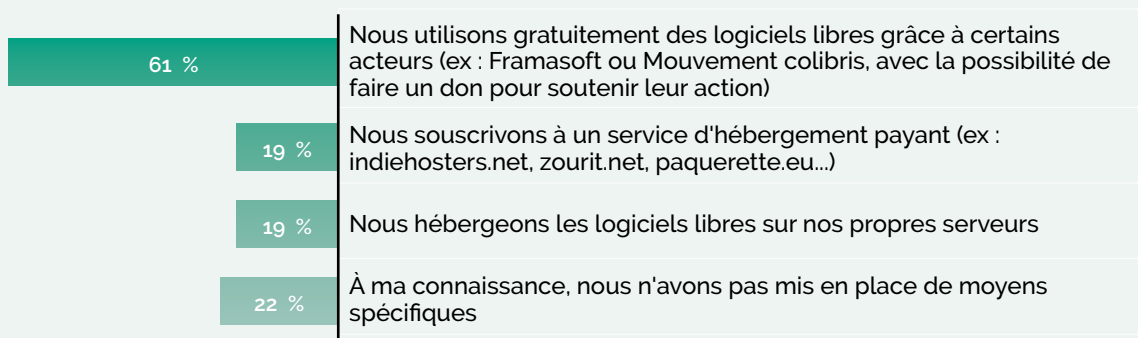 61 %
Nous utilisons gratuitement des logiciels libres grâce à certains
acteurs (ex : Framasoft ou Mouvement colibris, avec la possibilité de
faire un don pour soutenir leur action)
19 %
Nous souscrivons à un service d'hébergement payant (ex :
indiehosters.net, zourit.net, paquerette.eu...)
19 %
Nous hébergeons les logiciels libres sur nos propres serveurs
22 %
À ma connaissance, nous n'avons pas mis en place de moyens
spécifiques